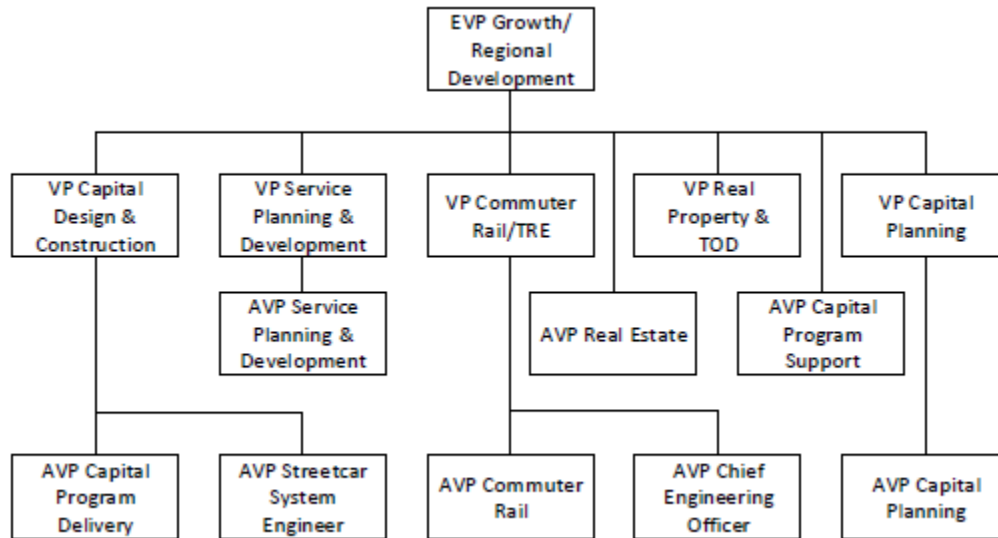 EVP Growth/
Regional
Development
VP Capital
Design &
Construction
VP Service
Planning &
Development
VP Commuter
Rail/TRE
VP Real
Property &
TOD
VP Capital
Planning
AVP Service
Planning &
Development
AVP Real Estate
AVP Capital
Program
Support
AVP Capital
Program
Delivery
AVP Streetcar
System
Engineer
AVP Commuter
Rail
AVP Chief
Engineering
Officer
AVP Capital
Planning